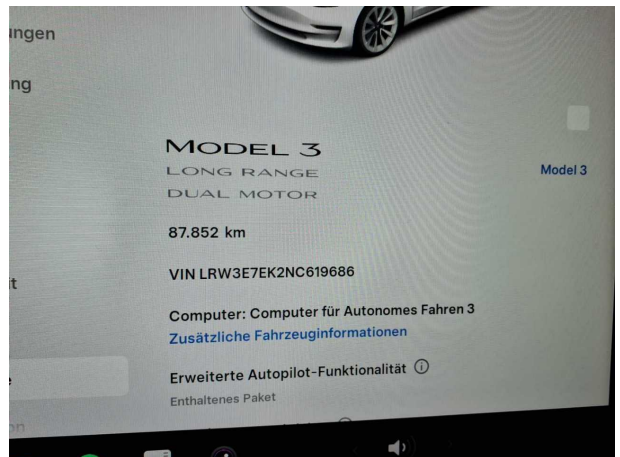 ungen
ng
MODEL 3
LONG RANGE
Model 3
DUAL MOTOR
87.852 km
VIN LRW3E7EK2NC619686
t
Computer: Computer für Autonomes Fahren 3
Zusätzliche Fahrzeuginformationen
Erweiterte Autopilot-Funktionalität
Enthaltenes Paket
on